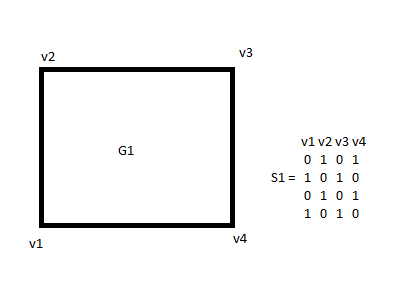 v2
v3
G1
v1 v2 v3 v4
0 1 0 1
S1 = 1 0 1 0
0 1 0 1
1 0 1 0
v1
v4